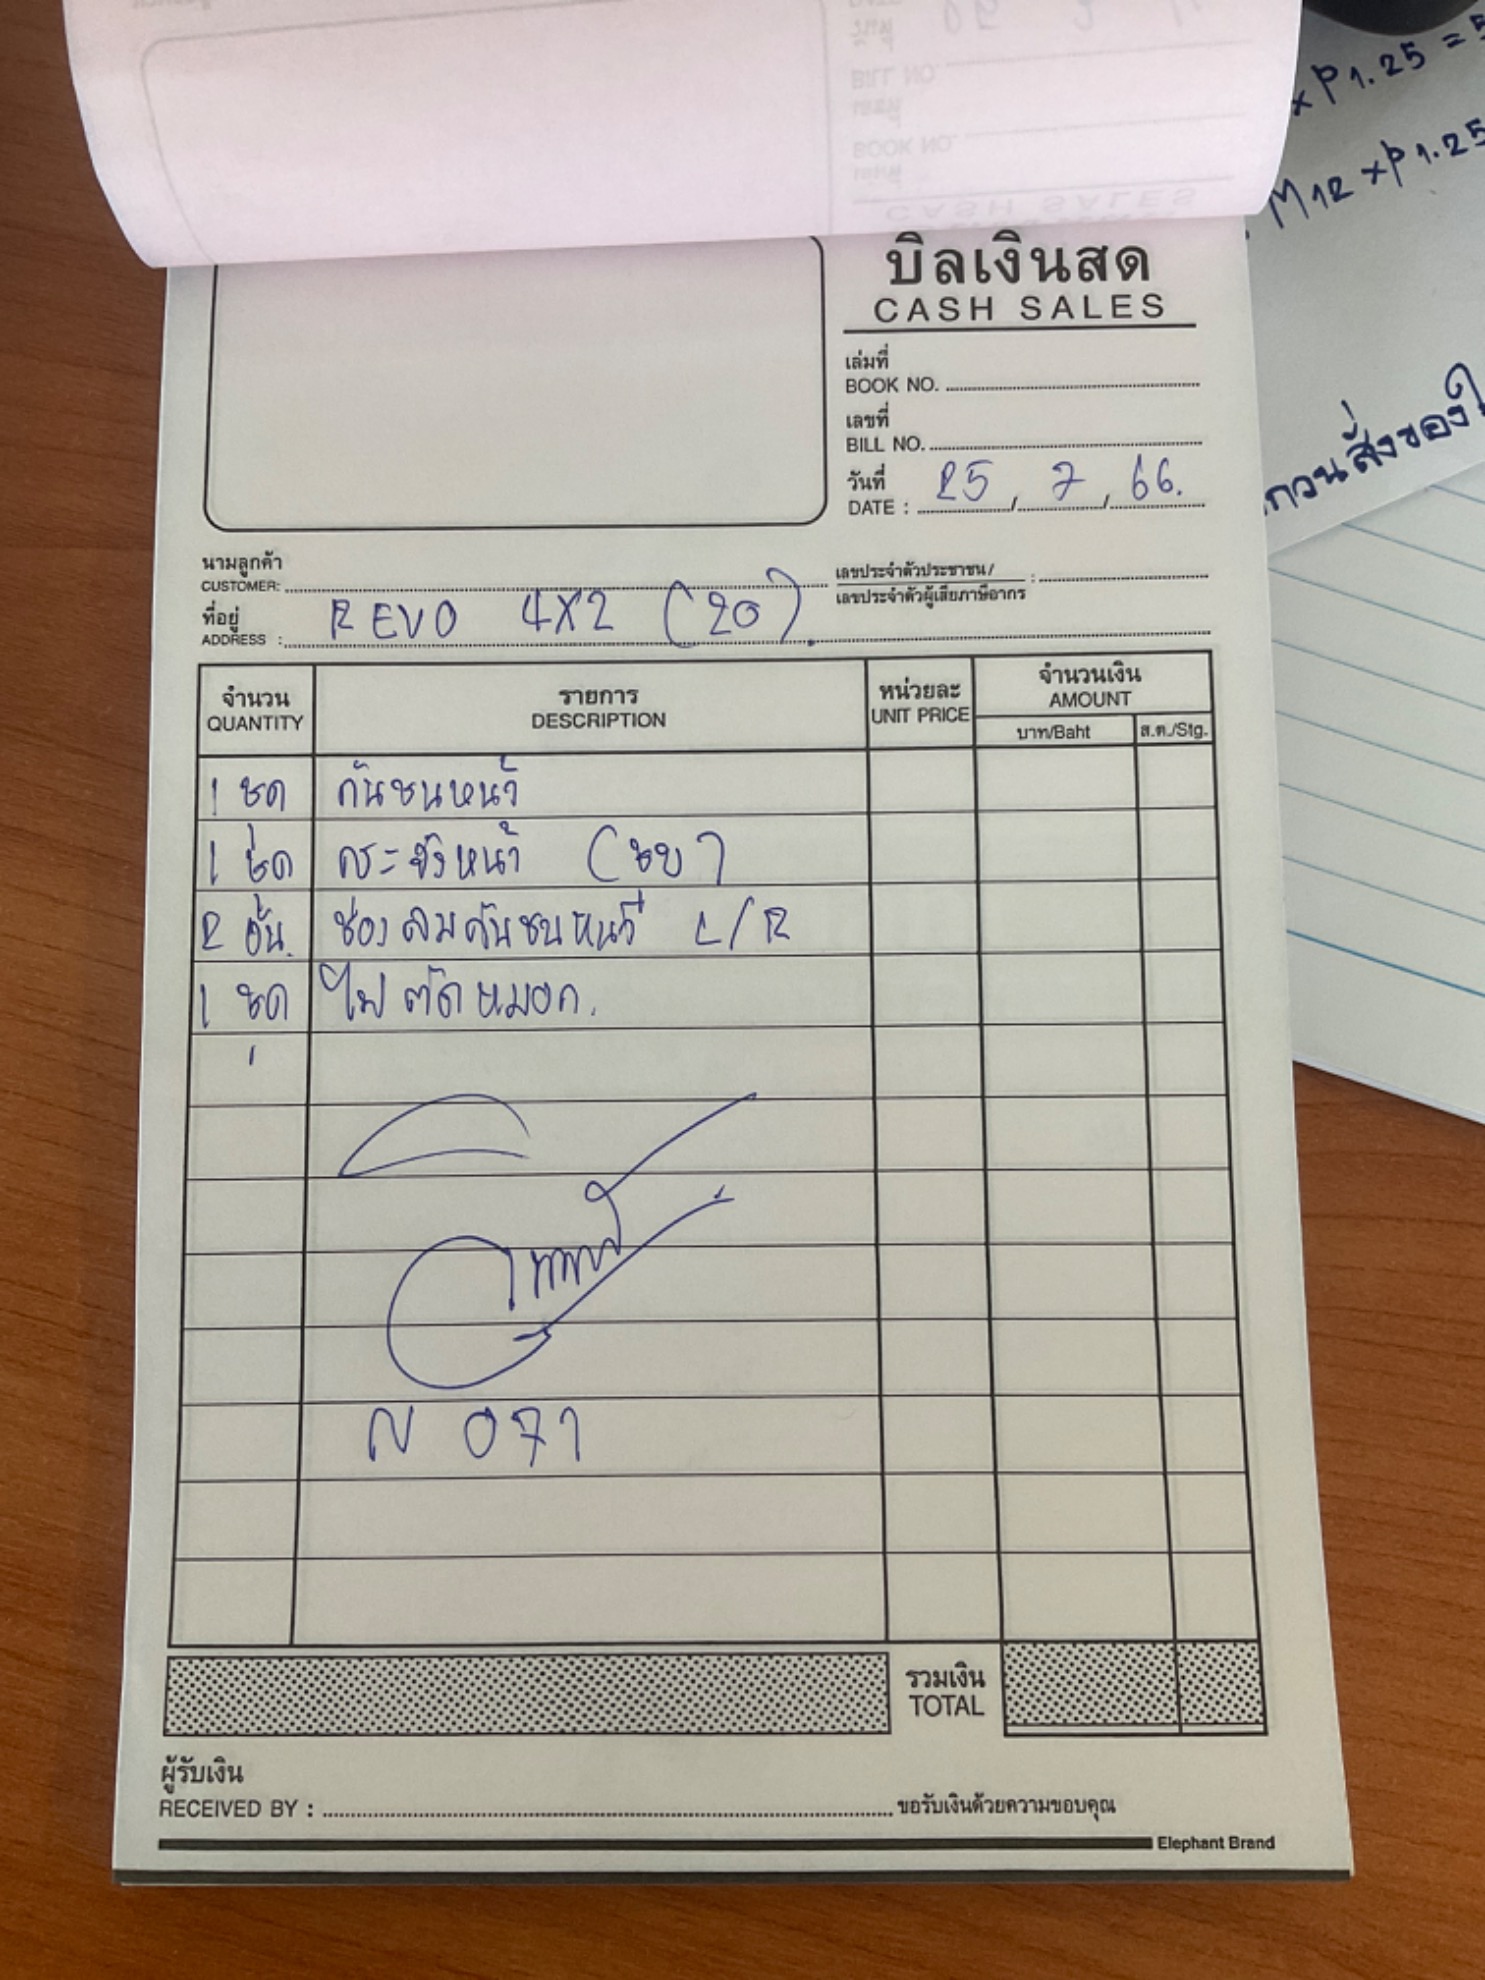 x P 1.25 = 5
M 12 x P 1.25
กวน สั่งของ
บิลเงินสด
CASH SALES
เล่มที่
BOOK NO.
เลขที่
BILL NO.
วันที่
DATE : 25 / 7 / 66.
นามลูกค้า
CUSTOMER:
เลขประจำตัวประชาชน/
เลขประจำตัวผู้เสียภาษีอากร :
ที่อยู่
ADDRESS : REVO 4X2 (20).
จำนวน รายการ หน่วยละ จำนวนเงิน
QUANTITY DESCRIPTION UNIT PRICE AMOUNT
บาท/Baht ส.ต./Stg.
1 ชุด กันชนหน้า
1 ชุด กระจังหน้า
2 อัน. ช่องลมกันชนหน้า L/R
1 ชุด ไฟตัดหมอก.
N 071
รวมเงิน
TOTAL
ผู้รับเงิน
RECEIVED BY : ขอรับเงินด้วยความขอบคุณ
Elephant Brand